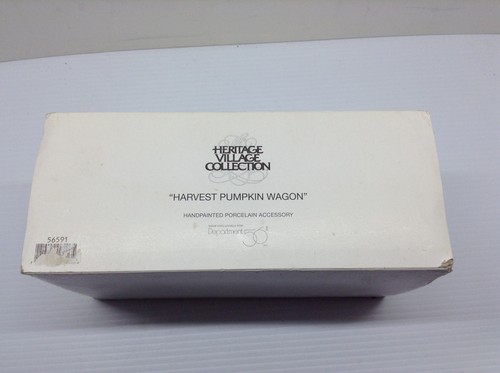 HERITAGE
VILLAGE
COLLECTION
"HARVEST PUMPKIN WAGON"
HANDPAINTED PORCELAIN ACCESSORY
Department 56
56591